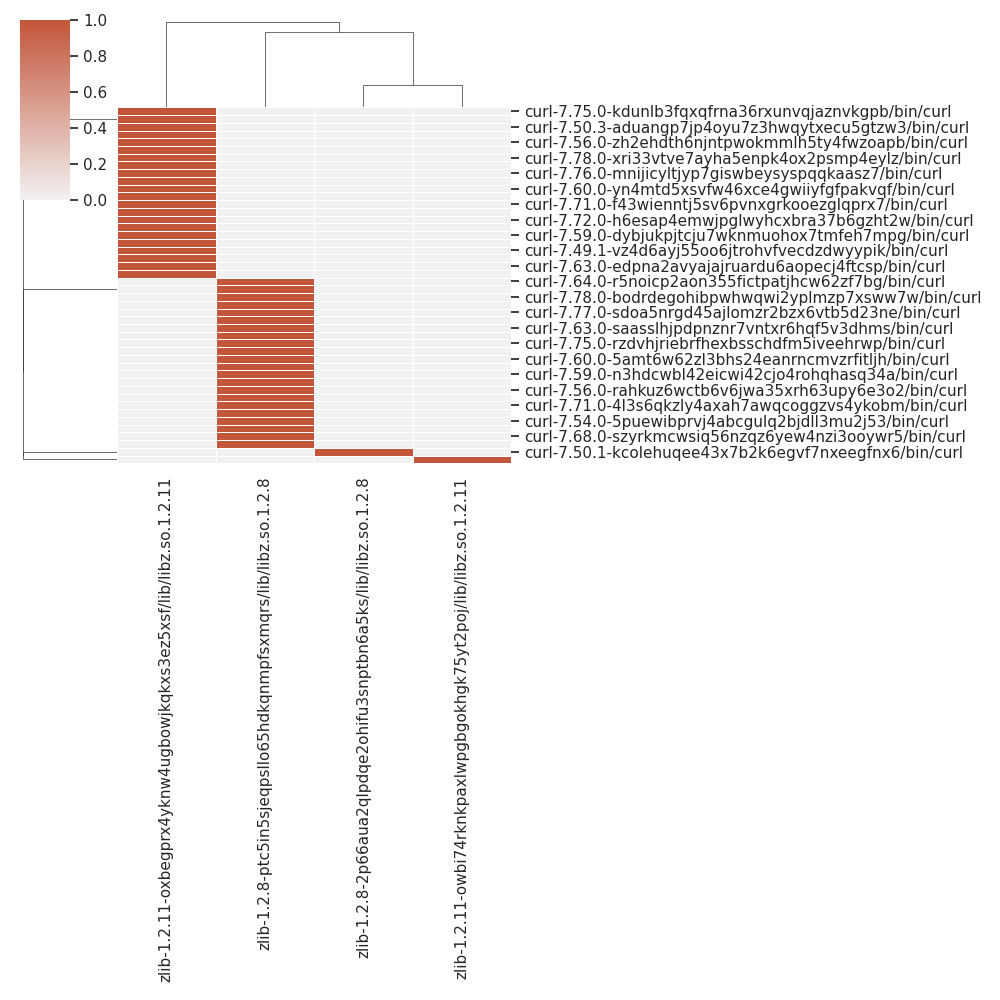 1.0
0.8
0.6
0.4
0.2
0.0
curl-7.75.0-kdunlb3fqxqfrna36rxunvqjaznvkgpb/bin/curl
curl-7.50.3-aduangp7jp4oyu7z3hwqytxecu5gtzw3/bin/curl
curl-7.56.0-zh2ehdth6njntpwokmmlh5ty4fwzoapb/bin/curl
curl-7.78.0-xri33vtve7ayha5enpk4ox2psmp4eylz/bin/curl
curl-7.76.0-mnijicyltjyp7giswbeysyspqqkaasz7/bin/curl
curl-7.60.0-yn4mtd5xsvfw46xce4gwiiyfgfpakvqf/bin/curl
curl-7.71.0-f43wienntj5sv6pvnxgrkooezglqprx7/bin/curl
curl-7.72.0-h6esap4emwjpglwyhcxbra37b6gzht2w/bin/curl
curl-7.59.0-dybjukpjtcju7wknmuohox7tmfeh7mpg/bin/curl
curl-7.49.1-vz4d6ayj55oo6jtrohvfvecdzdwyypik/bin/curl
curl-7.63.0-edpna2avyajajruardu6aopecj4ftcsp/bin/curl
curl-7.64.0-r5noicp2aon355fictpatjhcw62zf7bg/bin/curl
curl-7.78.0-bodrdegohibpwhwqwi2yplmzp7xsww7w/bin/curl
curl-7.77.0-sdoa5nrgd45ajlomzr2bzx6vtb5d23ne/bin/curl
curl-7.63.0-saasslhjpdpnznr7vntxr6hqf5v3dhms/bin/curl
curl-7.75.0-rzdvhjriebrfhexbsschdfm5iveehrwp/bin/curl
curl-7.60.0-5amt6w62zl3bhs24eanrncmvzrfitljh/bin/curl
curl-7.59.0-n3hdcwbl42eicwi42cjo4rohqhasq34a/bin/curl
curl-7.56.0-rahkuz6wctb6v6jwa35xrh63upy6e3o2/bin/curl
curl-7.71.0-4l3s6qkzly4axah7awqcoggzvs4ykobm/bin/curl
curl-7.54.0-5puewibprvj4abcgulq2bjdll3mu2j53/bin/curl
curl-7.68.0-szyrkmcwsiq56nzqz6yew4nzi3ooywr5/bin/curl
curl-7.50.1-kcolehuqee43x7b2k6egvf7nxeegfnx6/bin/curl
zlib-1.2.11-oxbegprx4yknw4ugbowjkqkxs3ez5xsf/lib/libz.so.1.2.11
zlib-1.2.8-ptc5in5sjeqpsllo65hdkqnmpfsxmqrs/lib/libz.so.1.2.8
zlib-1.2.8-2p66aua2qlpdqe2ohifu3snptbn6a5ks/lib/libz.so.1.2.8
zlib-1.2.11-owbi74rknkpaxlwpgbgokhgk75yt2poj/lib/libz.so.1.2.11